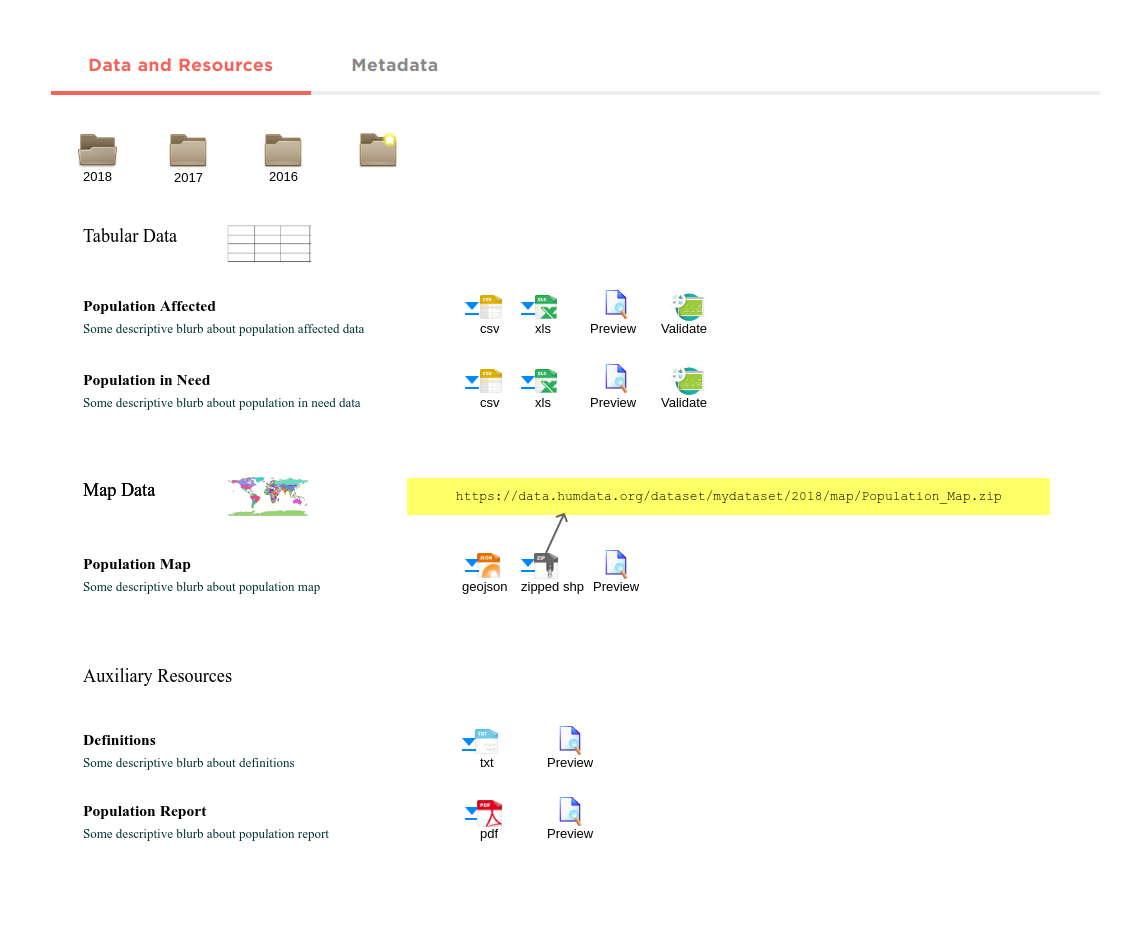 Data and Resources Metadata
2018 2017 2016
Tabular Data
Population Affected
Some descriptive blurb about population affected data
CSV XLS
csv xls Preview Validate
Population in Need
Some descriptive blurb about population in need data
CSV XLS
csv xls Preview Validate
Map Data
https://data.humdata.org/dataset/mydataset/2018/map/Population_Map.zip
Population Map
Some descriptive blurb about population map
JSON ZIP
geojson zipped shp Preview
Auxiliary Resources
Definitions
Some descriptive blurb about definitions
TXT
txt Preview
Population Report
Some descriptive blurb about population report
PDF
pdf Preview